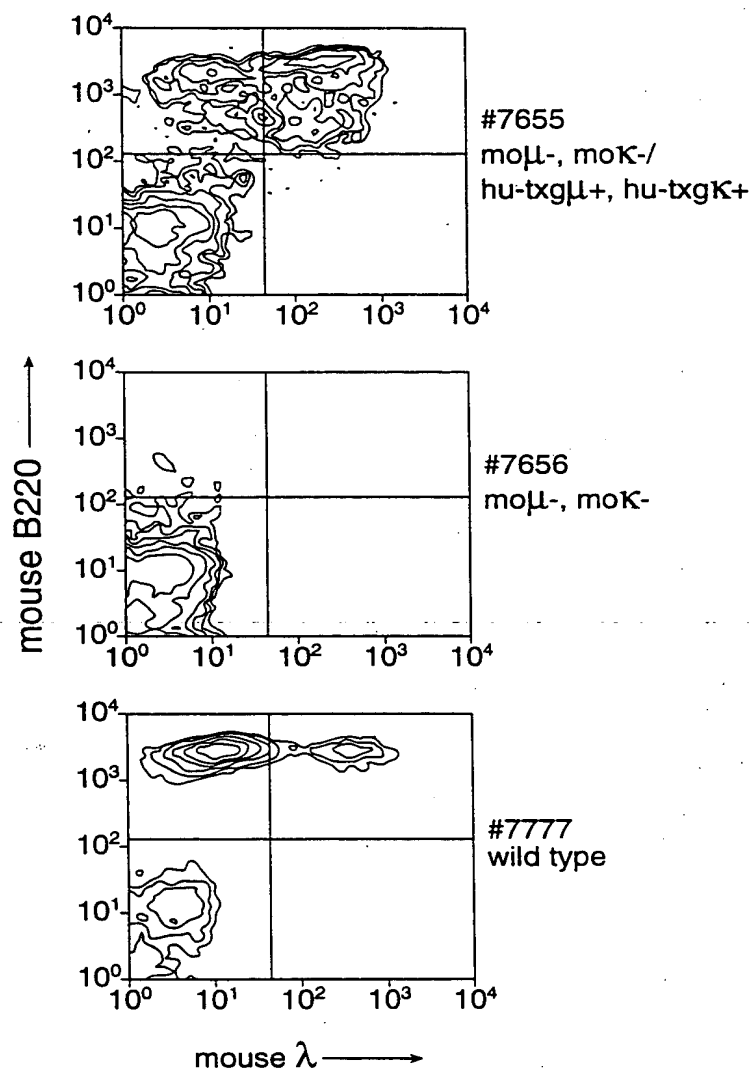 10⁴
10³
10²
10¹
10⁰
10⁰ 10¹ 10² 10³ 10⁴
#7655
moμ-, moκ-/
hu-txgμ+, hu-txgκ+
10⁴
10³
10²
10¹
10⁰
10⁰ 10¹ 10² 10³ 10⁴
#7656
moμ-, moκ-
mouse B220
10⁴
10³
10²
10¹
10⁰
10⁰ 10¹ 10² 10³ 10⁴
#7777
wild type
mouse λ